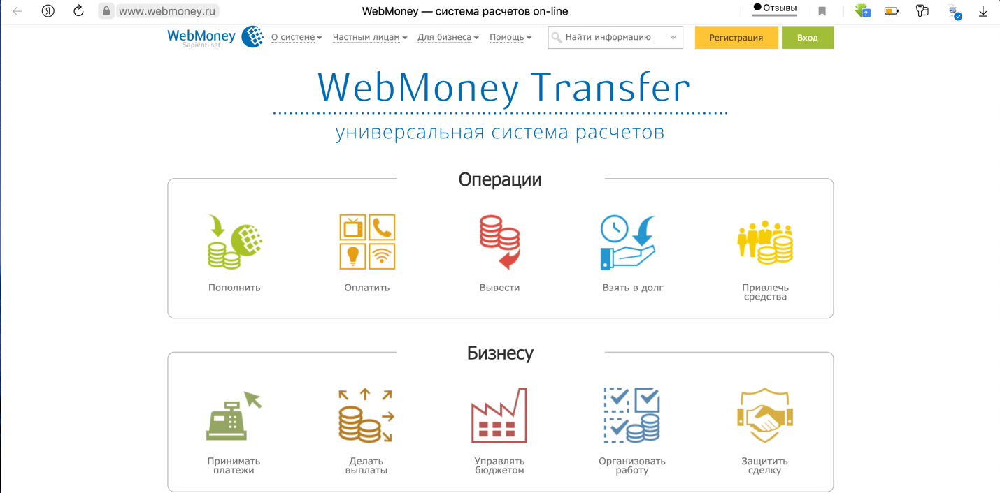 Я www.webmoney.ru WebMoney — система расчетов on-line Отзывы ?
WebMoney
Sapienti sat
О системе Частным лицам Для бизнеса Помощь Найти информацию Регистрация Вход
WebMoney Transfer
универсальная система расчетов
Операции
Пополнить Оплатить Вывести Взять в долг Привлечь
средства
Бизнесу
Принимать Делать Управлять Организовать Защитить
платежи выплаты бюджетом работу сделку